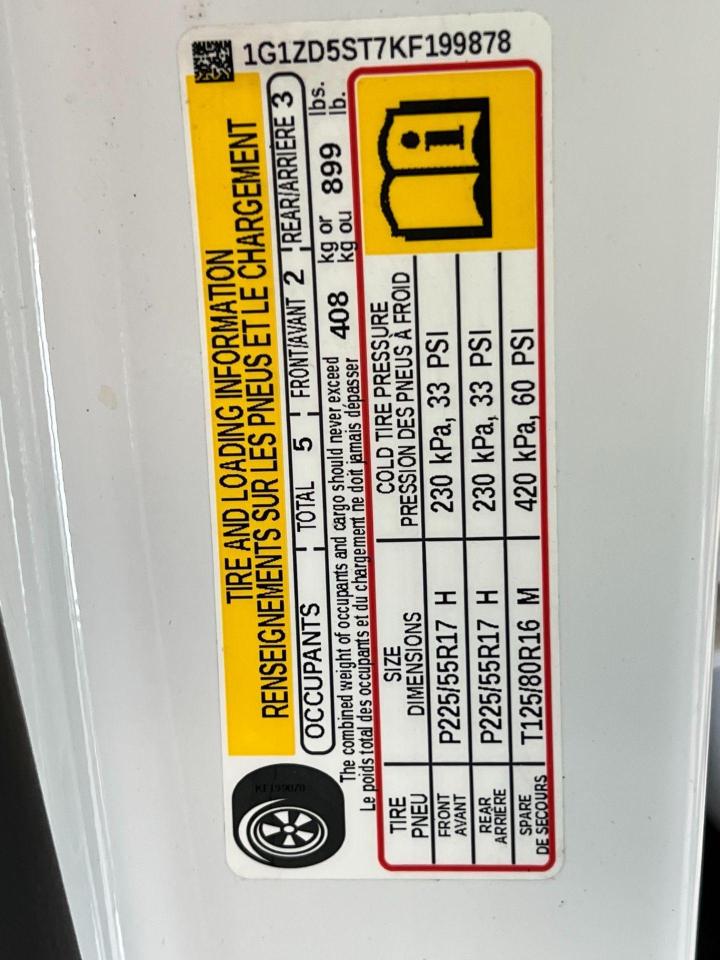 1G1ZD5ST7KF199878
TIRE AND LOADING INFORMATION
RENSEIGNEMENTS SUR LES PNEUS ET LE CHARGEMENT
OCCUPANTS TOTAL 5 FRONT/AVANT 2 REAR/ARRIÈRE 3
The combined weight of occupants and cargo should never exceed 408 kg or 899 lbs.
Le poids total des occupants et du chargement ne doit jamais dépasser kg ou lb.
TIRE SIZE COLD TIRE PRESSURE
PNEU DIMENSIONS PRESSION DES PNEUS À FROID
FRONT P225/55R17 H 230 kPa, 33 PSI
AVANT
REAR P225/55R17 H 230 kPa, 33 PSI
ARRIÈRE
SPARE T125/80R16 M 420 kPa, 60 PSI
DE SECOURS
i